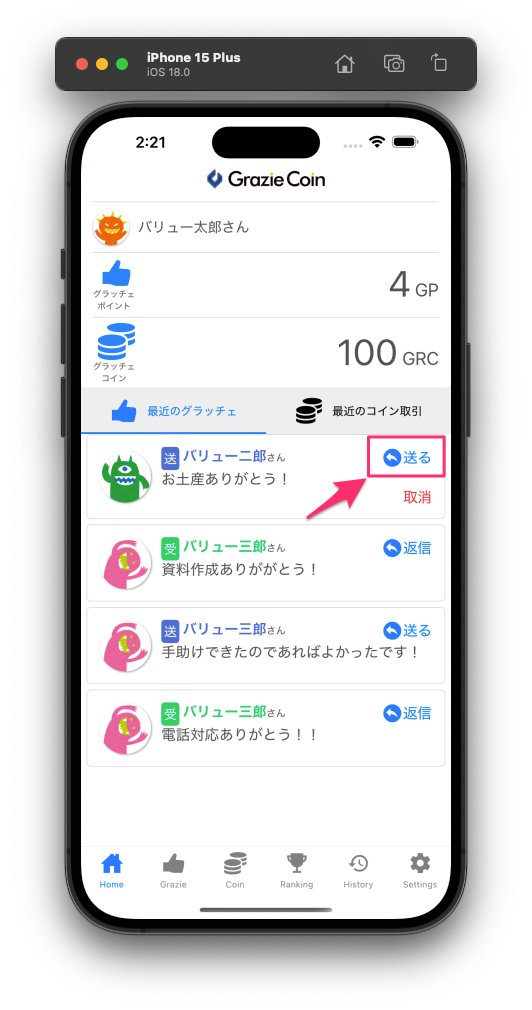 iPhone 15 Plus
iOS 18.0
2:21
Grazie Coin
バリュー太郎さん
グラッチェ
ポイント
4 GP
グラッチェ
コイン
100 GRC
最近のグラッチェ
最近のコイン取引
送 バリュー二郎さん
送る
お土産ありがとう！
取消
受 バリュー三郎さん
返信
資料作成ありががとう！
送 バリュー三郎さん
送る
手助けできたのであればよかったです！
受 バリュー三郎さん
返信
電話対応ありがとう！！
Home
Grazie
Coin
Ranking
History
Settings